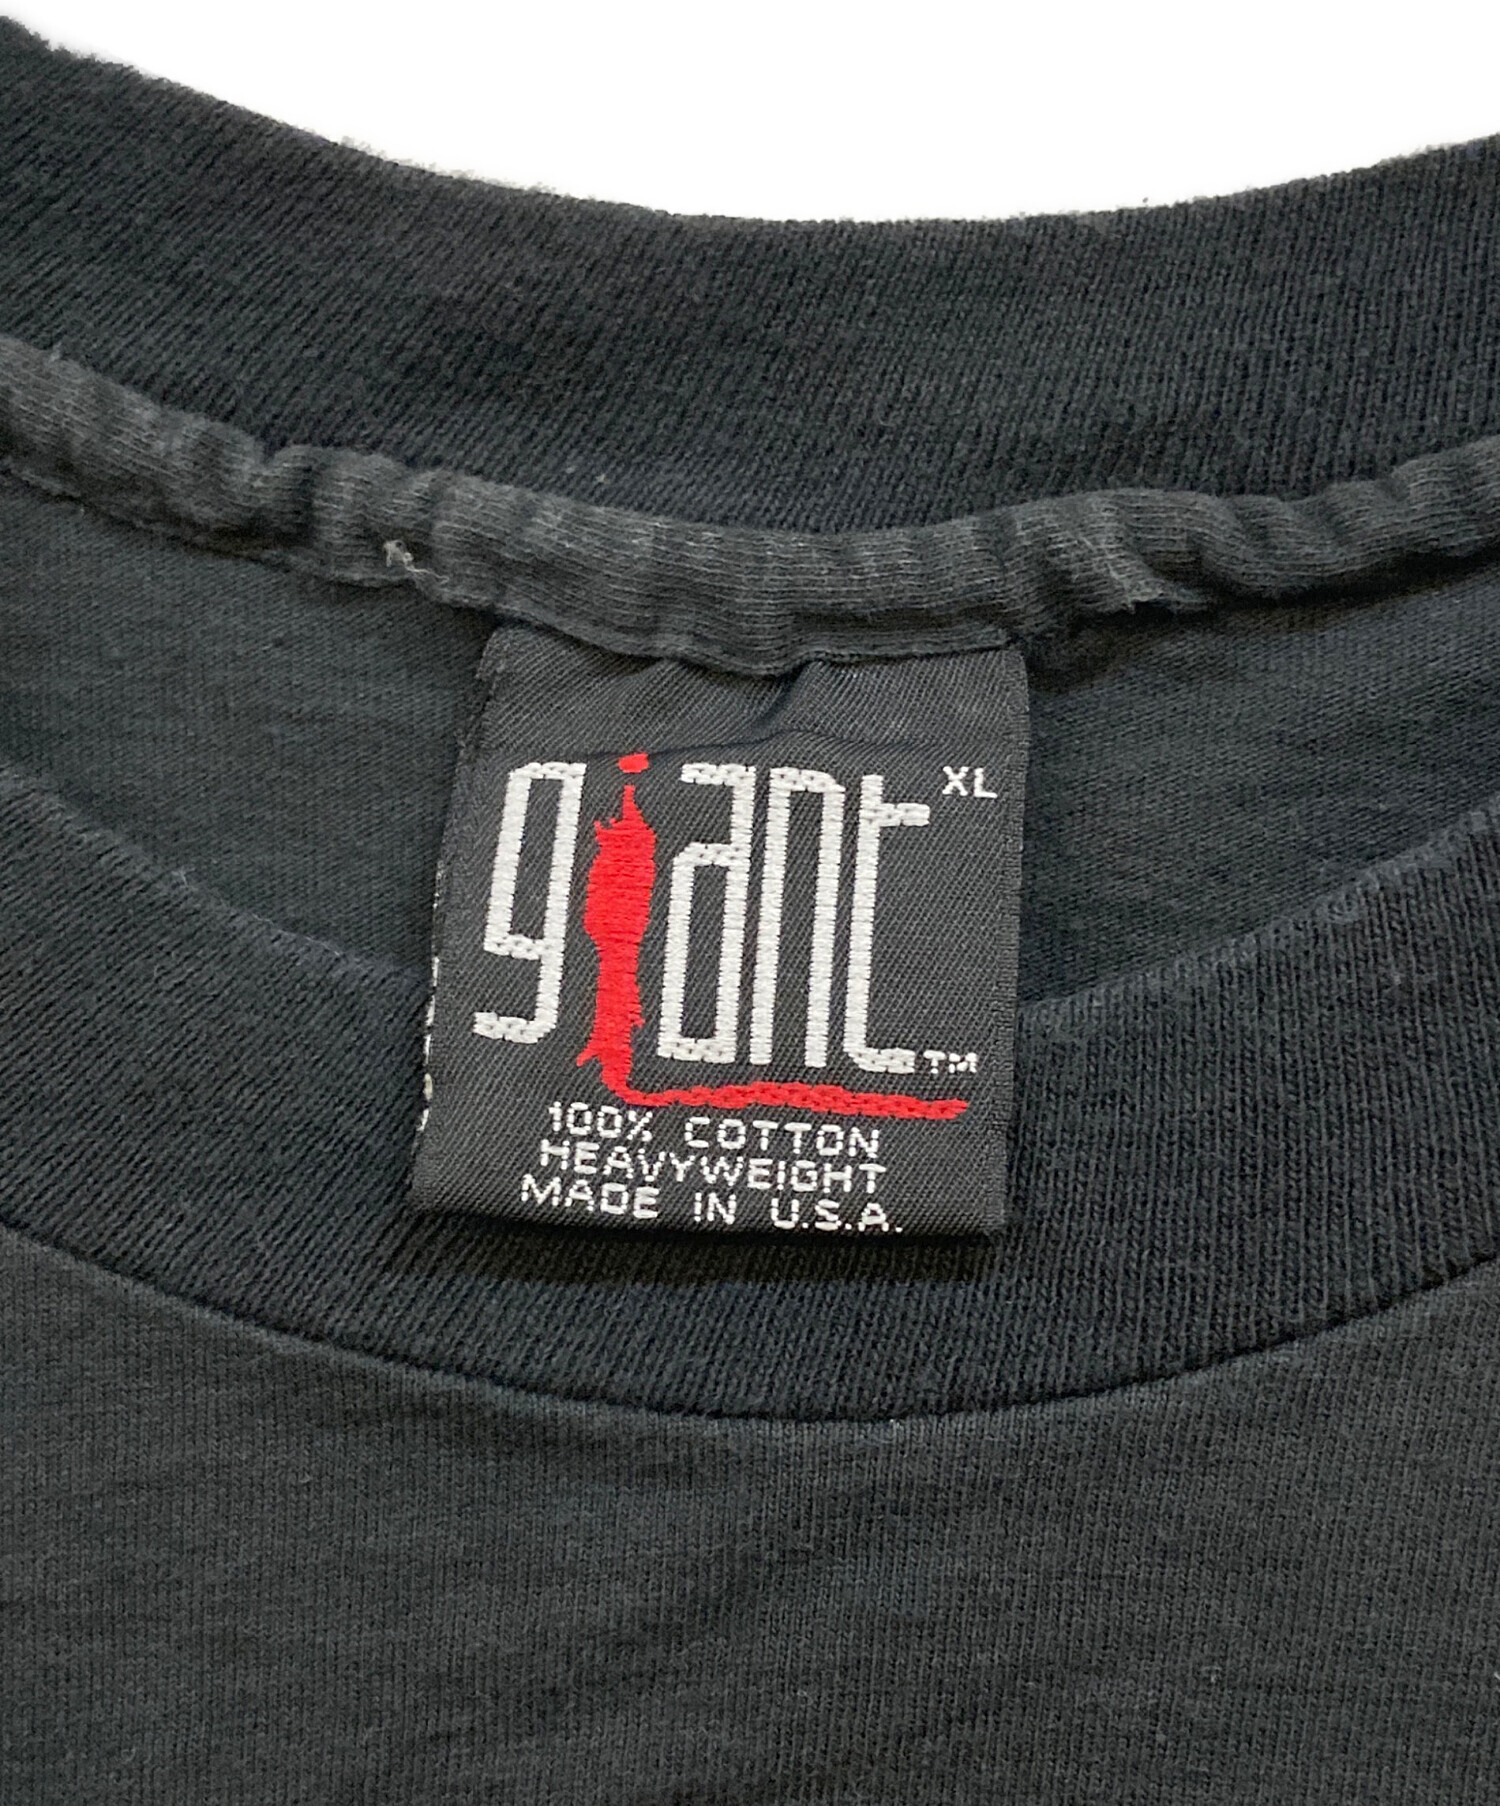 giant XL
TM
100% COTTON
HEAVYWEIGHT
MADE IN U.S.A.